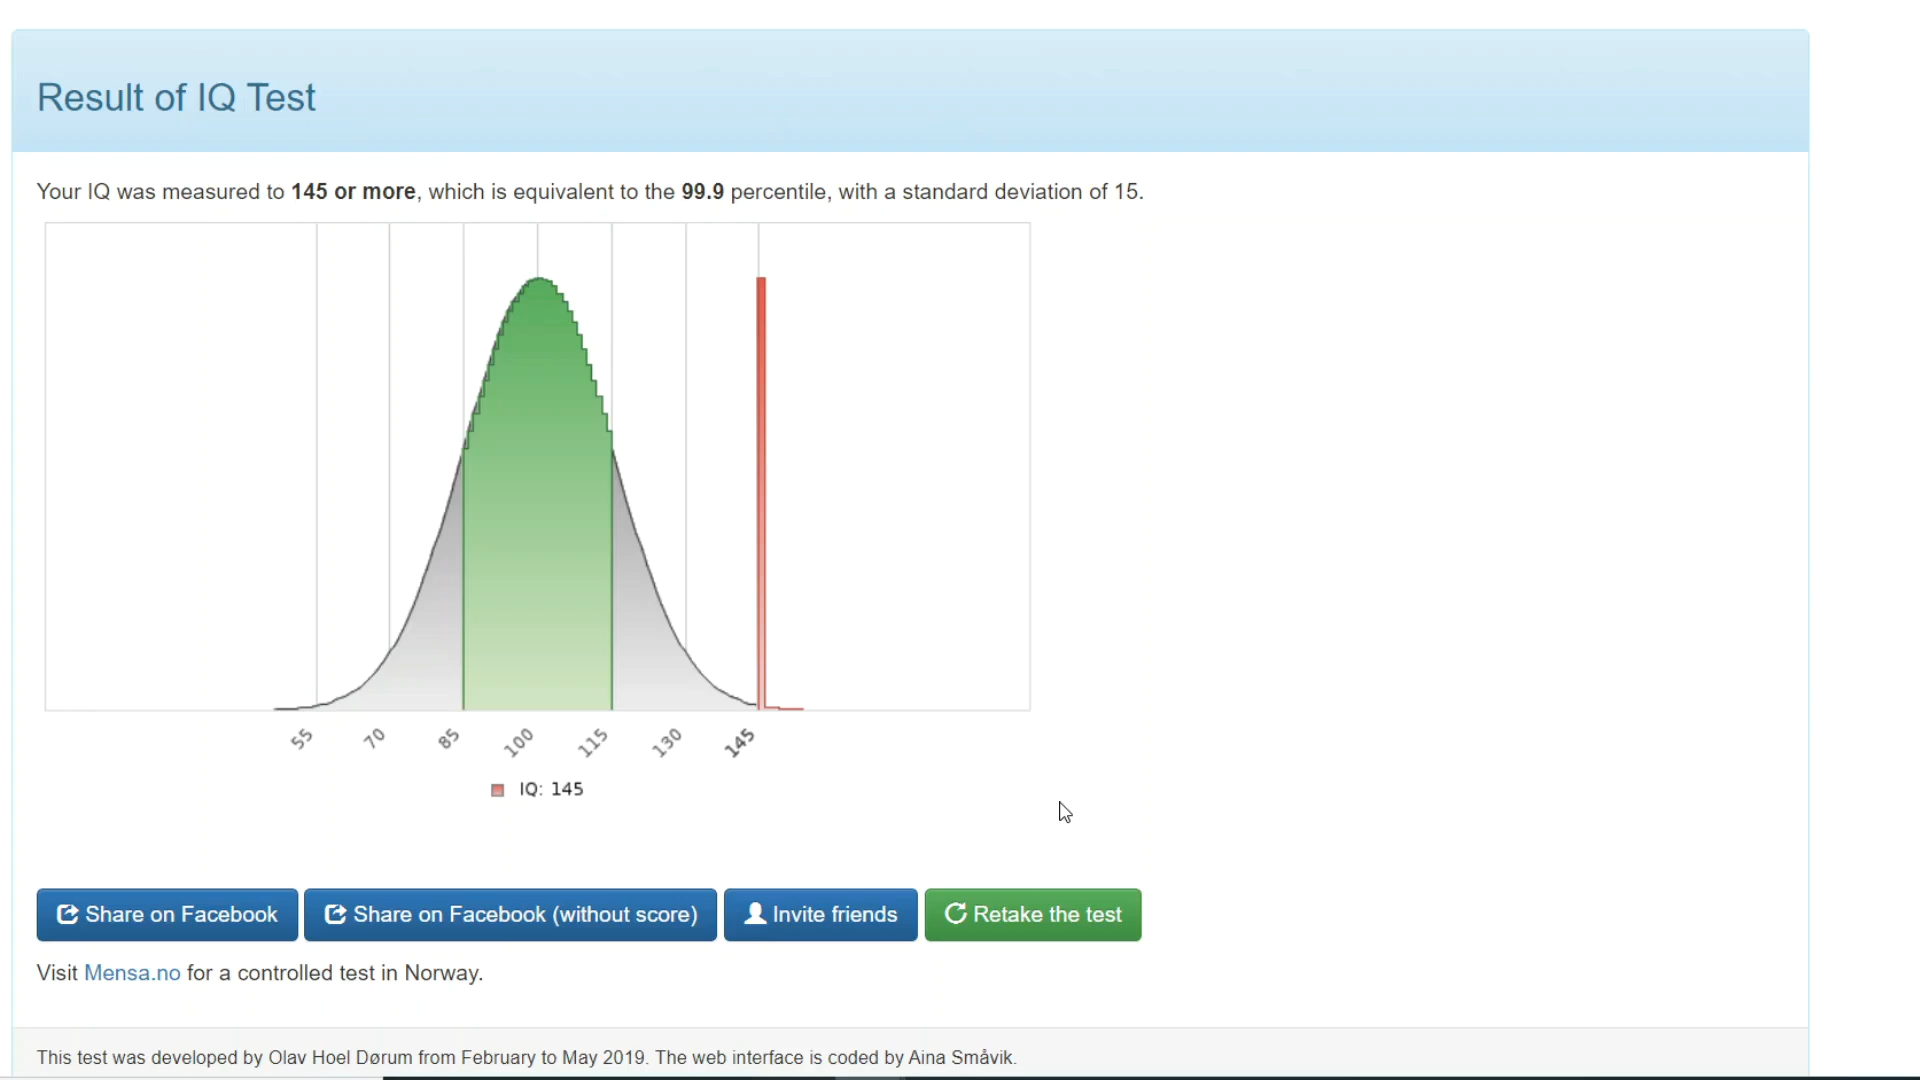 Result of IQ Test
Your IQ was measured to 145 or more, which is equivalent to the 99.9 percentile, with a standard deviation of 15.
55 70 85 100 115 130 145
IQ: 145
Share on Facebook Share on Facebook (without score) Invite friends Retake the test
Visit Mensa.no for a controlled test in Norway.
This test was developed by Olav Hoel Dørum from February to May 2019. The web interface is coded by Aina Småvik.